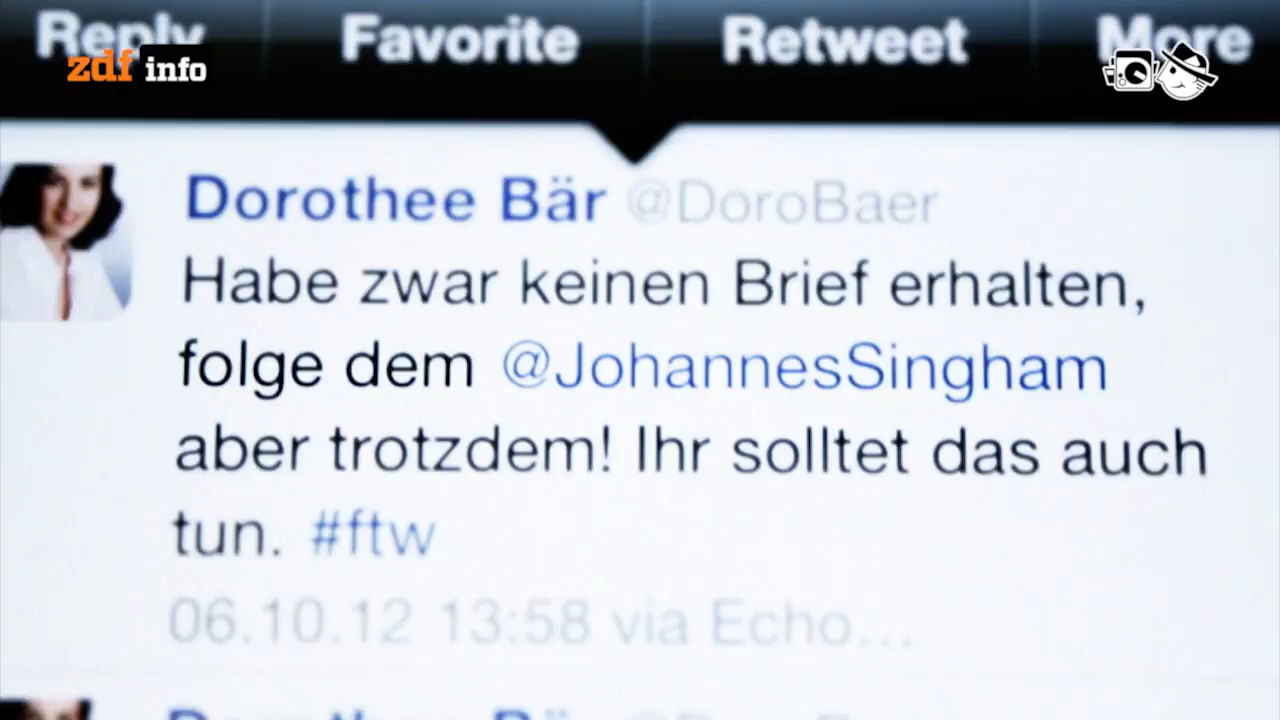 Reply Favorite Retweet More
zdf info
Dorothee Bär @DoroBaer
Habe zwar keinen Brief erhalten,
folge dem @JohannesSingham
aber trotzdem! Ihr solltet das auch
tun. #ftw
06.10.12 13:58 via Echo...